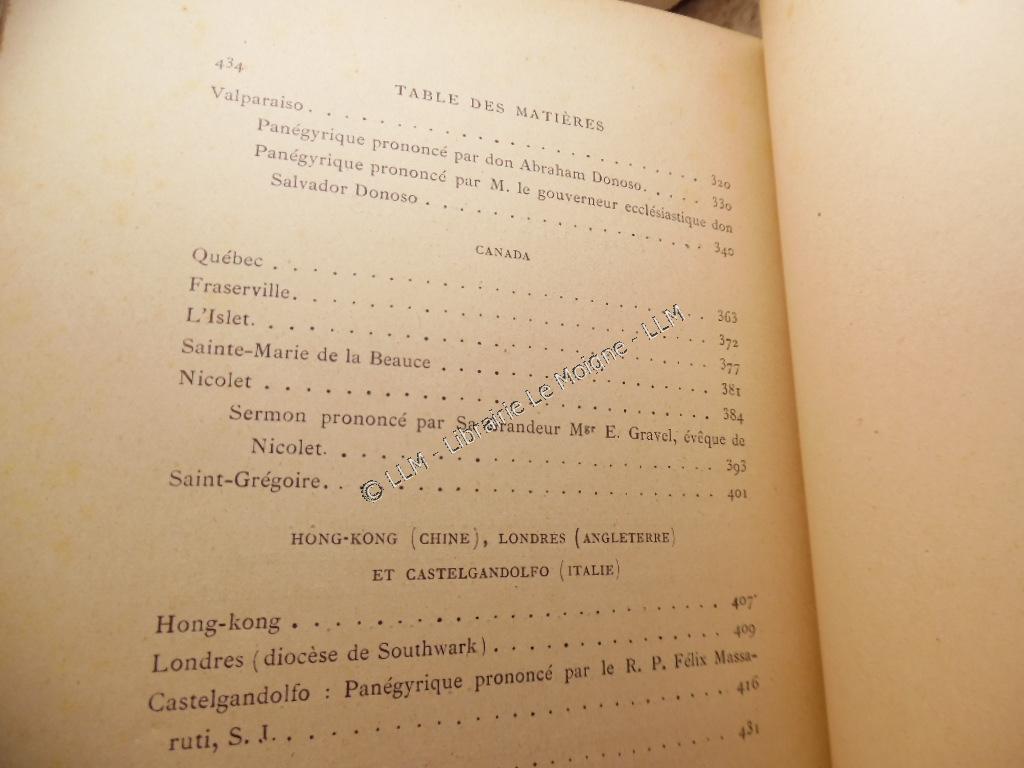 434
TABLE DES MATIÈRES
Valparaiso . . . . . . . . . . . . . . . . . . . . 320
Panégyrique prononcé par don Abraham Donoso. . . . . 330
Panégyrique prononcé par M. le gouverneur ecclésiastique don
Salvador Donoso . . . . . . . . . . . . . . . . 340
CANADA
Québec . . . . . . . . . . . . . . . . . . . . . 363
Fraserville. . . . . . . . . . . . . . . . . . . . 372
L'Islet. . . . . . . . . . . . . . . . . . . . . . 377
Sainte-Marie de la Beauce . . . . . . . . . . . . . 381
Nicolet . . . . . . . . . . . . . . . . . . . . . 384
Sermon prononcé par Sa Grandeur Mgr E. Gravel, évêque de
Nicolet. . . . . . . . . . . . . . . . . . . 393
Saint-Grégoire. . . . . . . . . . . . . . . . . . 401
© LLM - Librairie Le Moigne - LLM
HONG-KONG (CHINE), LONDRES (ANGLETERRE)
ET CASTELGANDOLFO (ITALIE)
Hong-kong . . . . . . . . . . . . . . . . . . . . 407
Londres (diocèse de Southwark) . . . . . . . . . . . 409
Castelgandolfo : Panégyrique prononcé par le R. P. Félix Massa-
ruti, S. J. . . . . . . . . . . . . . . . . . . . 416
431